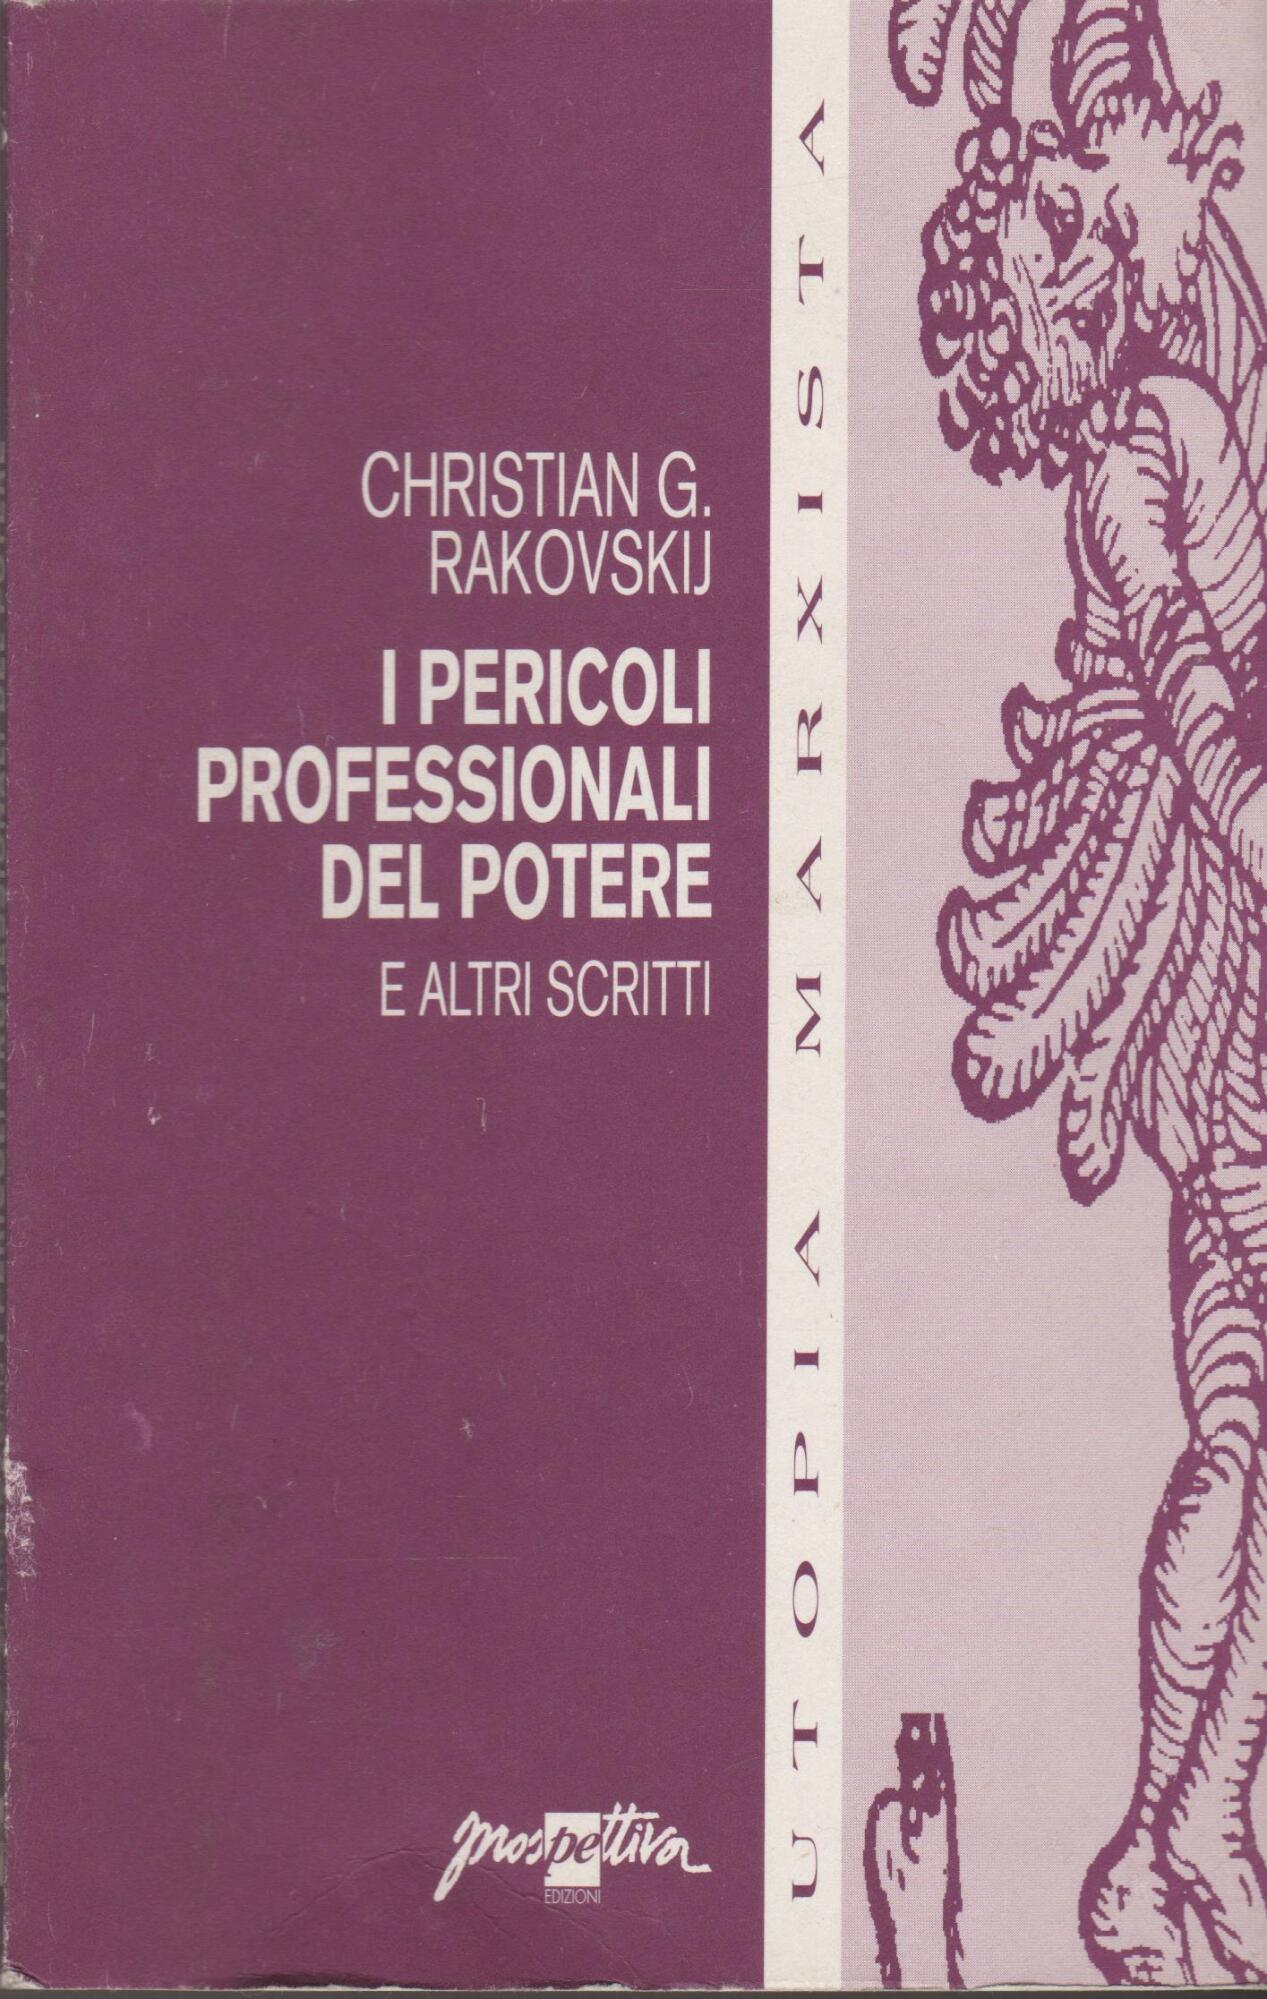 CHRISTIAN G.
RAKOVSKIJ
I PERICOLI
PROFESSIONALI
DEL POTERE
E ALTRI SCRITTI
prospettiva
EDIZIONI
UTOPIA MARXISTA